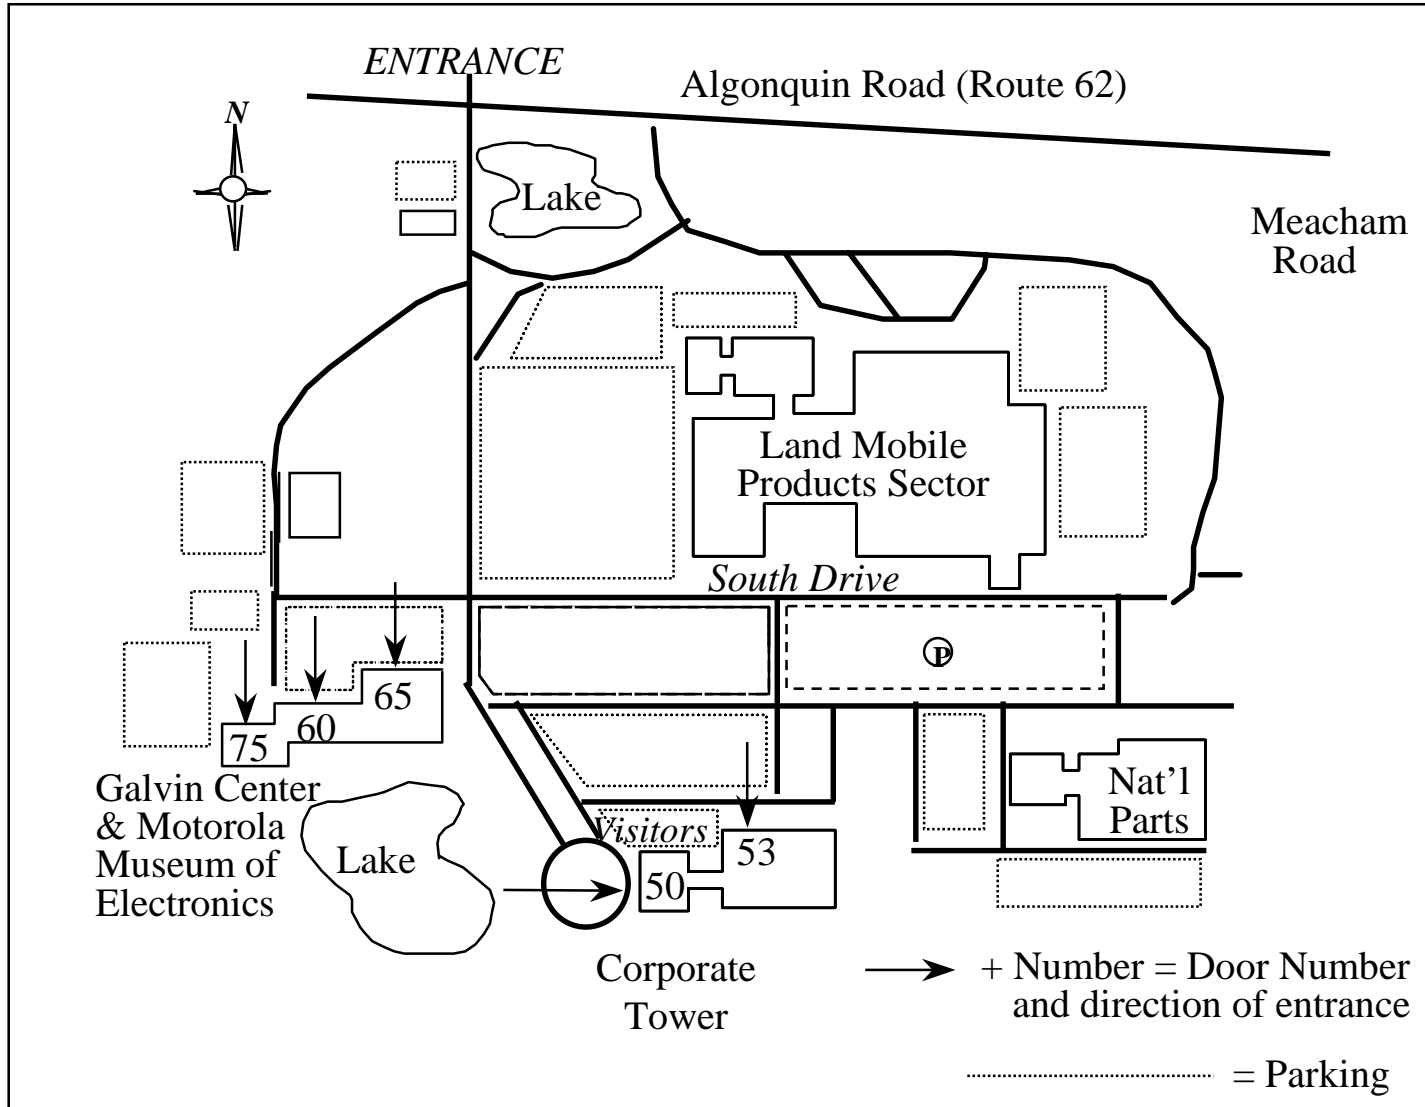 ENTRANCE
Algonquin Road (Route 62)
N
Lake
Meacham
Road
Land Mobile
Products Sector
South Drive
P
65
60
75
Nat’l
Parts
Galvin Center
& Motorola
Museum of
Electronics
Lake
Visitors
53
50
Corporate
Tower
+ Number = Door Number
and direction of entrance
= Parking